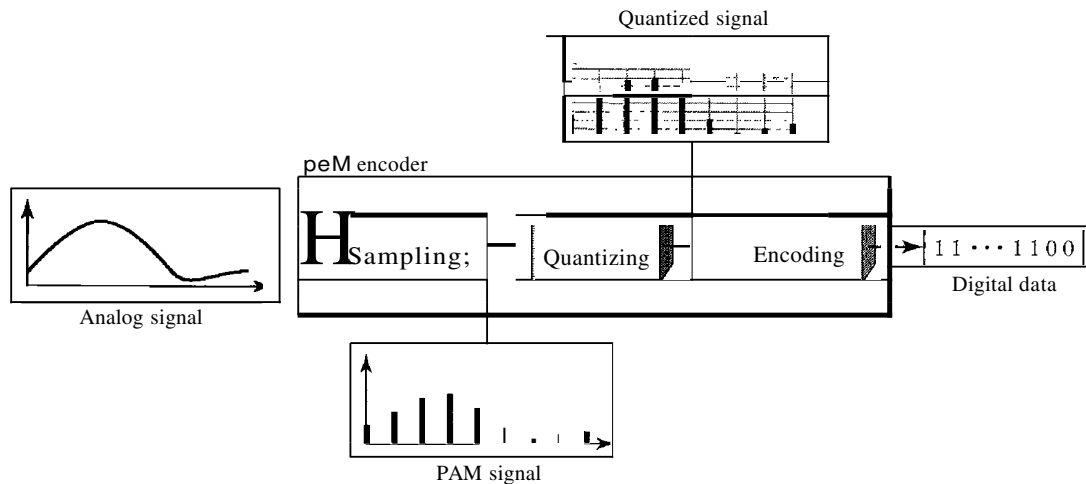 Quantized signal
peM encoder
H
Sampling;
Quantizing
Encoding
11 ··· 1100
Digital data
Analog signal
PAM signal